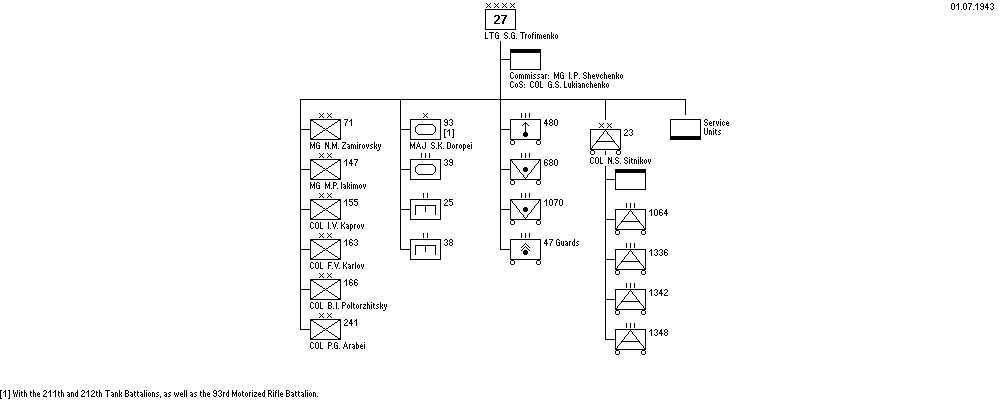 01.07.1943
XXXX
27
LTG S.G. Trofimenko
Commissar: MG I.P. Shevchenko
CoS: COL G.S. Lukianchenko
XX
71
MG N.M. Zamirovsky
XX
147
MG M.P. Iakimov
XX
155
COL I.V. Kaprov
XX
163
COL F.V. Karlov
XX
166
COL B.I. Poltorzhitsky
XX
241
COL P.G. Arabei
X
93
[1]
MAJ S.K. Doropei
III
39
II
25
II
38
III
480
III
680
III
1070
III
47 Guards
XX
23
COL N.S. Sitnikov
III
1064
III
1336
III
1342
III
1348
Service
Units
[1] With the 211th and 212th Tank Battalions, as well as the 93rd Motorized Rifle Battalion.